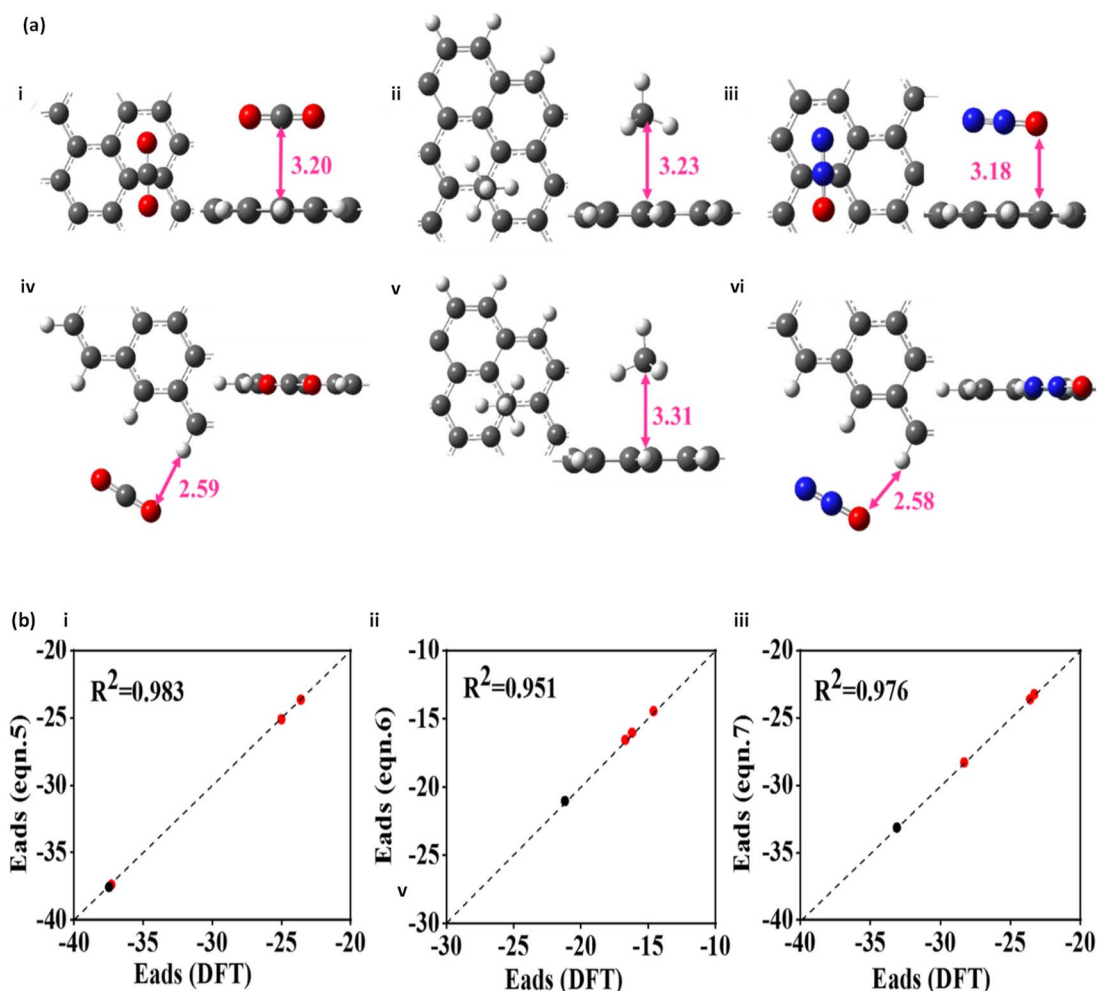 (a)
i
ii
iii
3.20
3.23
3.18
iv
v
vi
2.59
3.31
2.58
(b)
i
ii
iii
R²=0.983
-20
-25
-30
-35
-40
Eads (eqn.5)
-40 -35 -30 -25 -20
Eads (DFT)
R²=0.951
-10
-15
-20
-25
-30
Eads (eqn.6)
v
-30 -25 -20 -15 -10
Eads (DFT)
R²=0.976
-20
-25
-30
-35
-40
Eads (eqn.7)
-40 -35 -30 -25 -20
Eads (DFT)